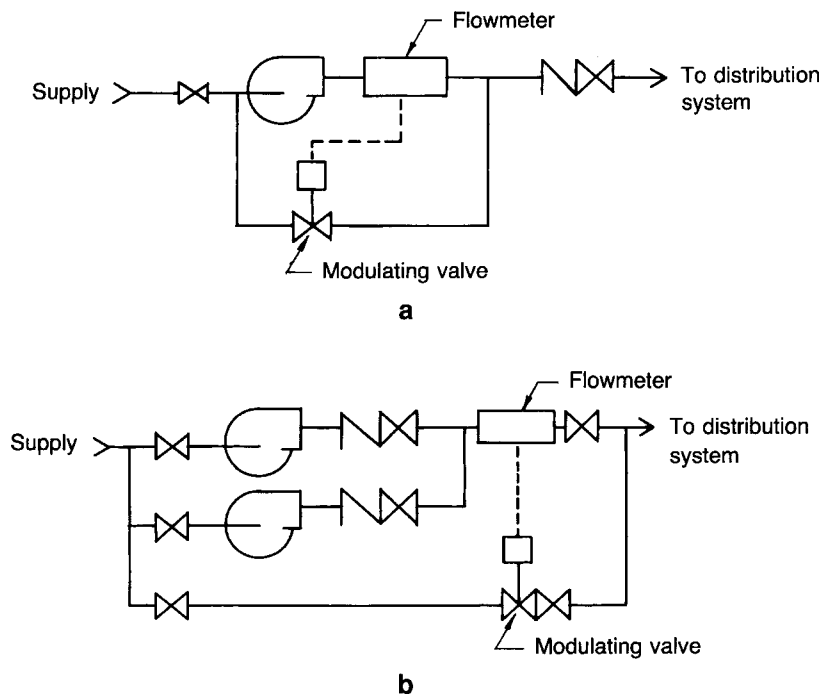 Flowmeter
Supply
To distribution
system
Modulating valve
a
Flowmeter
Supply
To distribution
system
Modulating valve
b